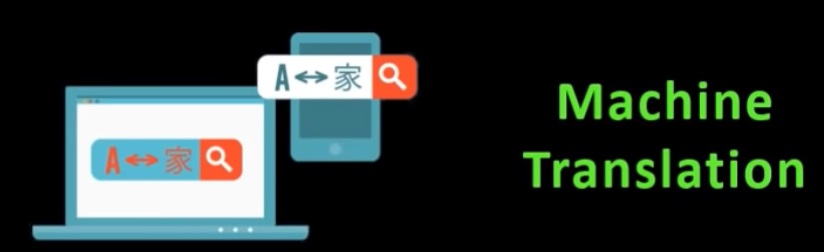 A↔家
A↔家
Machine
Translation